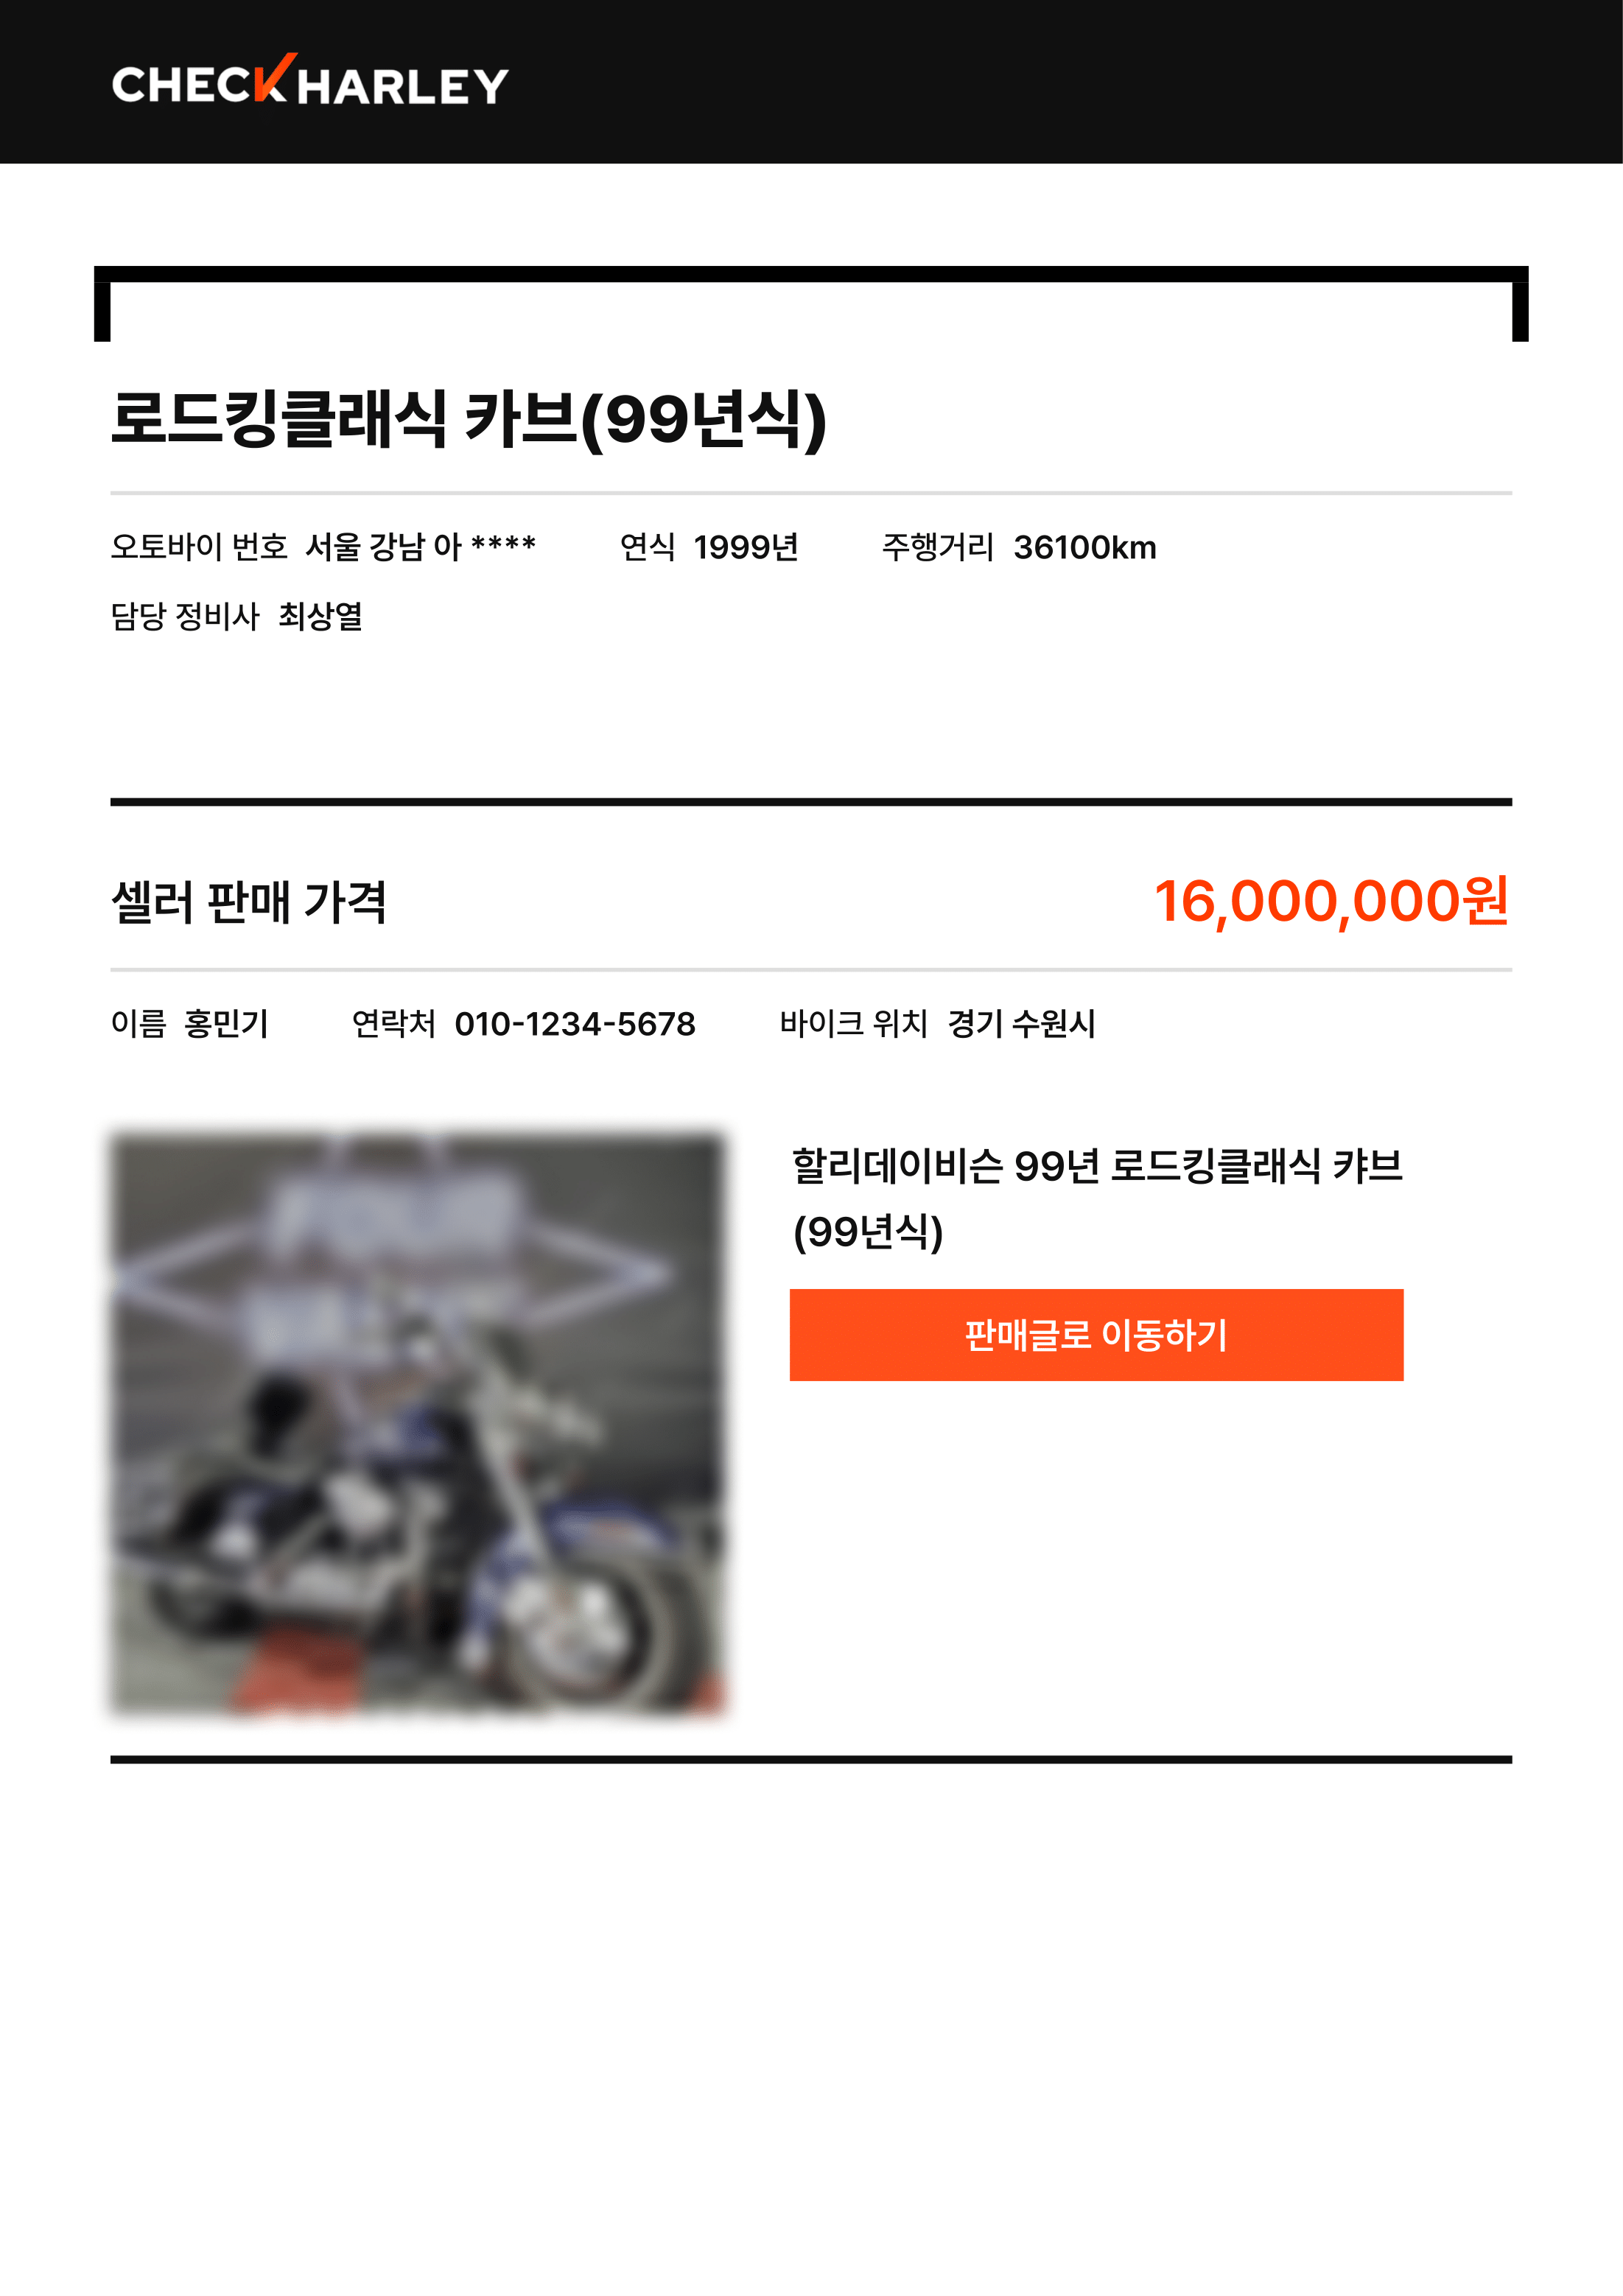 CHECKHARLEY
로드킹클래식 카브(99년식)
오토바이 번호 서울 강남 아 **** 연식 1999년 주행거리 36100km
담당 정비사 최상열
셀러 판매 가격 16,000,000원
이름 홍민기 연락처 010-1234-5678 바이크 위치 경기 수원시
할리데이비슨 99년 로드킹클래식 캬브
(99년식)
판매글로 이동하기